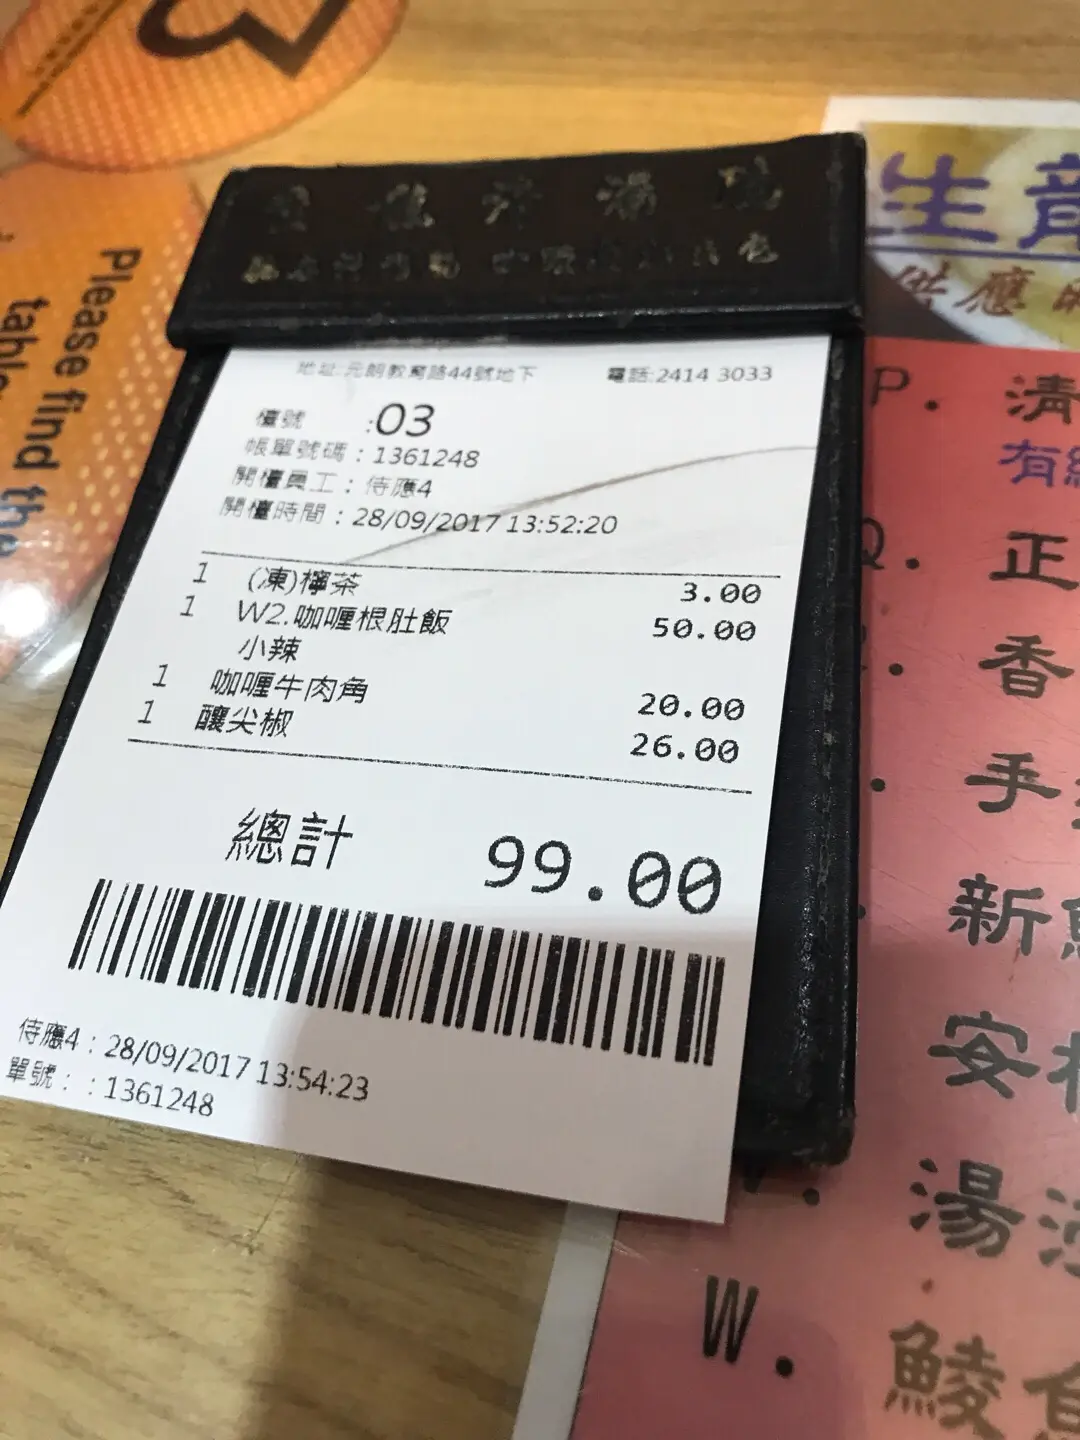 Please find the
table
地址:元朗教育路44號地下 電話:2414 3033
檯號 :03
帳單號碼：1361248
開檯員工：侍應4
開檯時間：28/09/2017 13:52:20
1 (凍)檸茶 3.00
1 W2.咖喱根肚飯 50.00
小辣
1 咖喱牛肉角 20.00
1 釀尖椒 26.00
總計 99.00
侍應4：28/09/2017 13:54:23
單號：：1361248
生
供應
P. 清
有
Q. 正
香
手
新
安
湯
W. 鯪